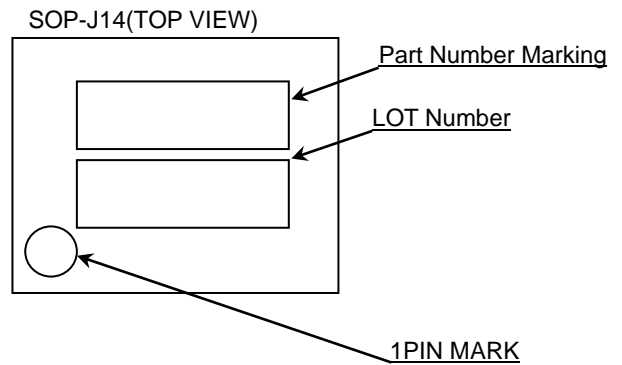 SOP-J14(TOP VIEW)
Part Number Marking
LOT Number
1PIN MARK